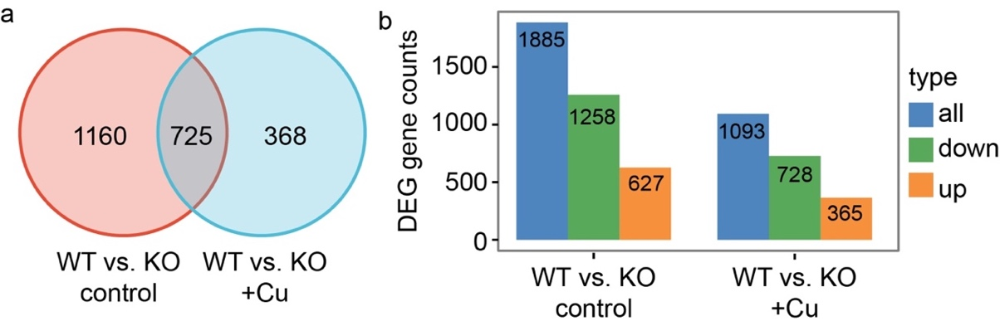 a
1160
725
368
WT vs. KO
control
WT vs. KO
+Cu
b
DEG gene counts
1500
1000
500
0
1885
1258
627
1093
728
365
WT vs. KO
control
WT vs. KO
+Cu
type
all
down
up